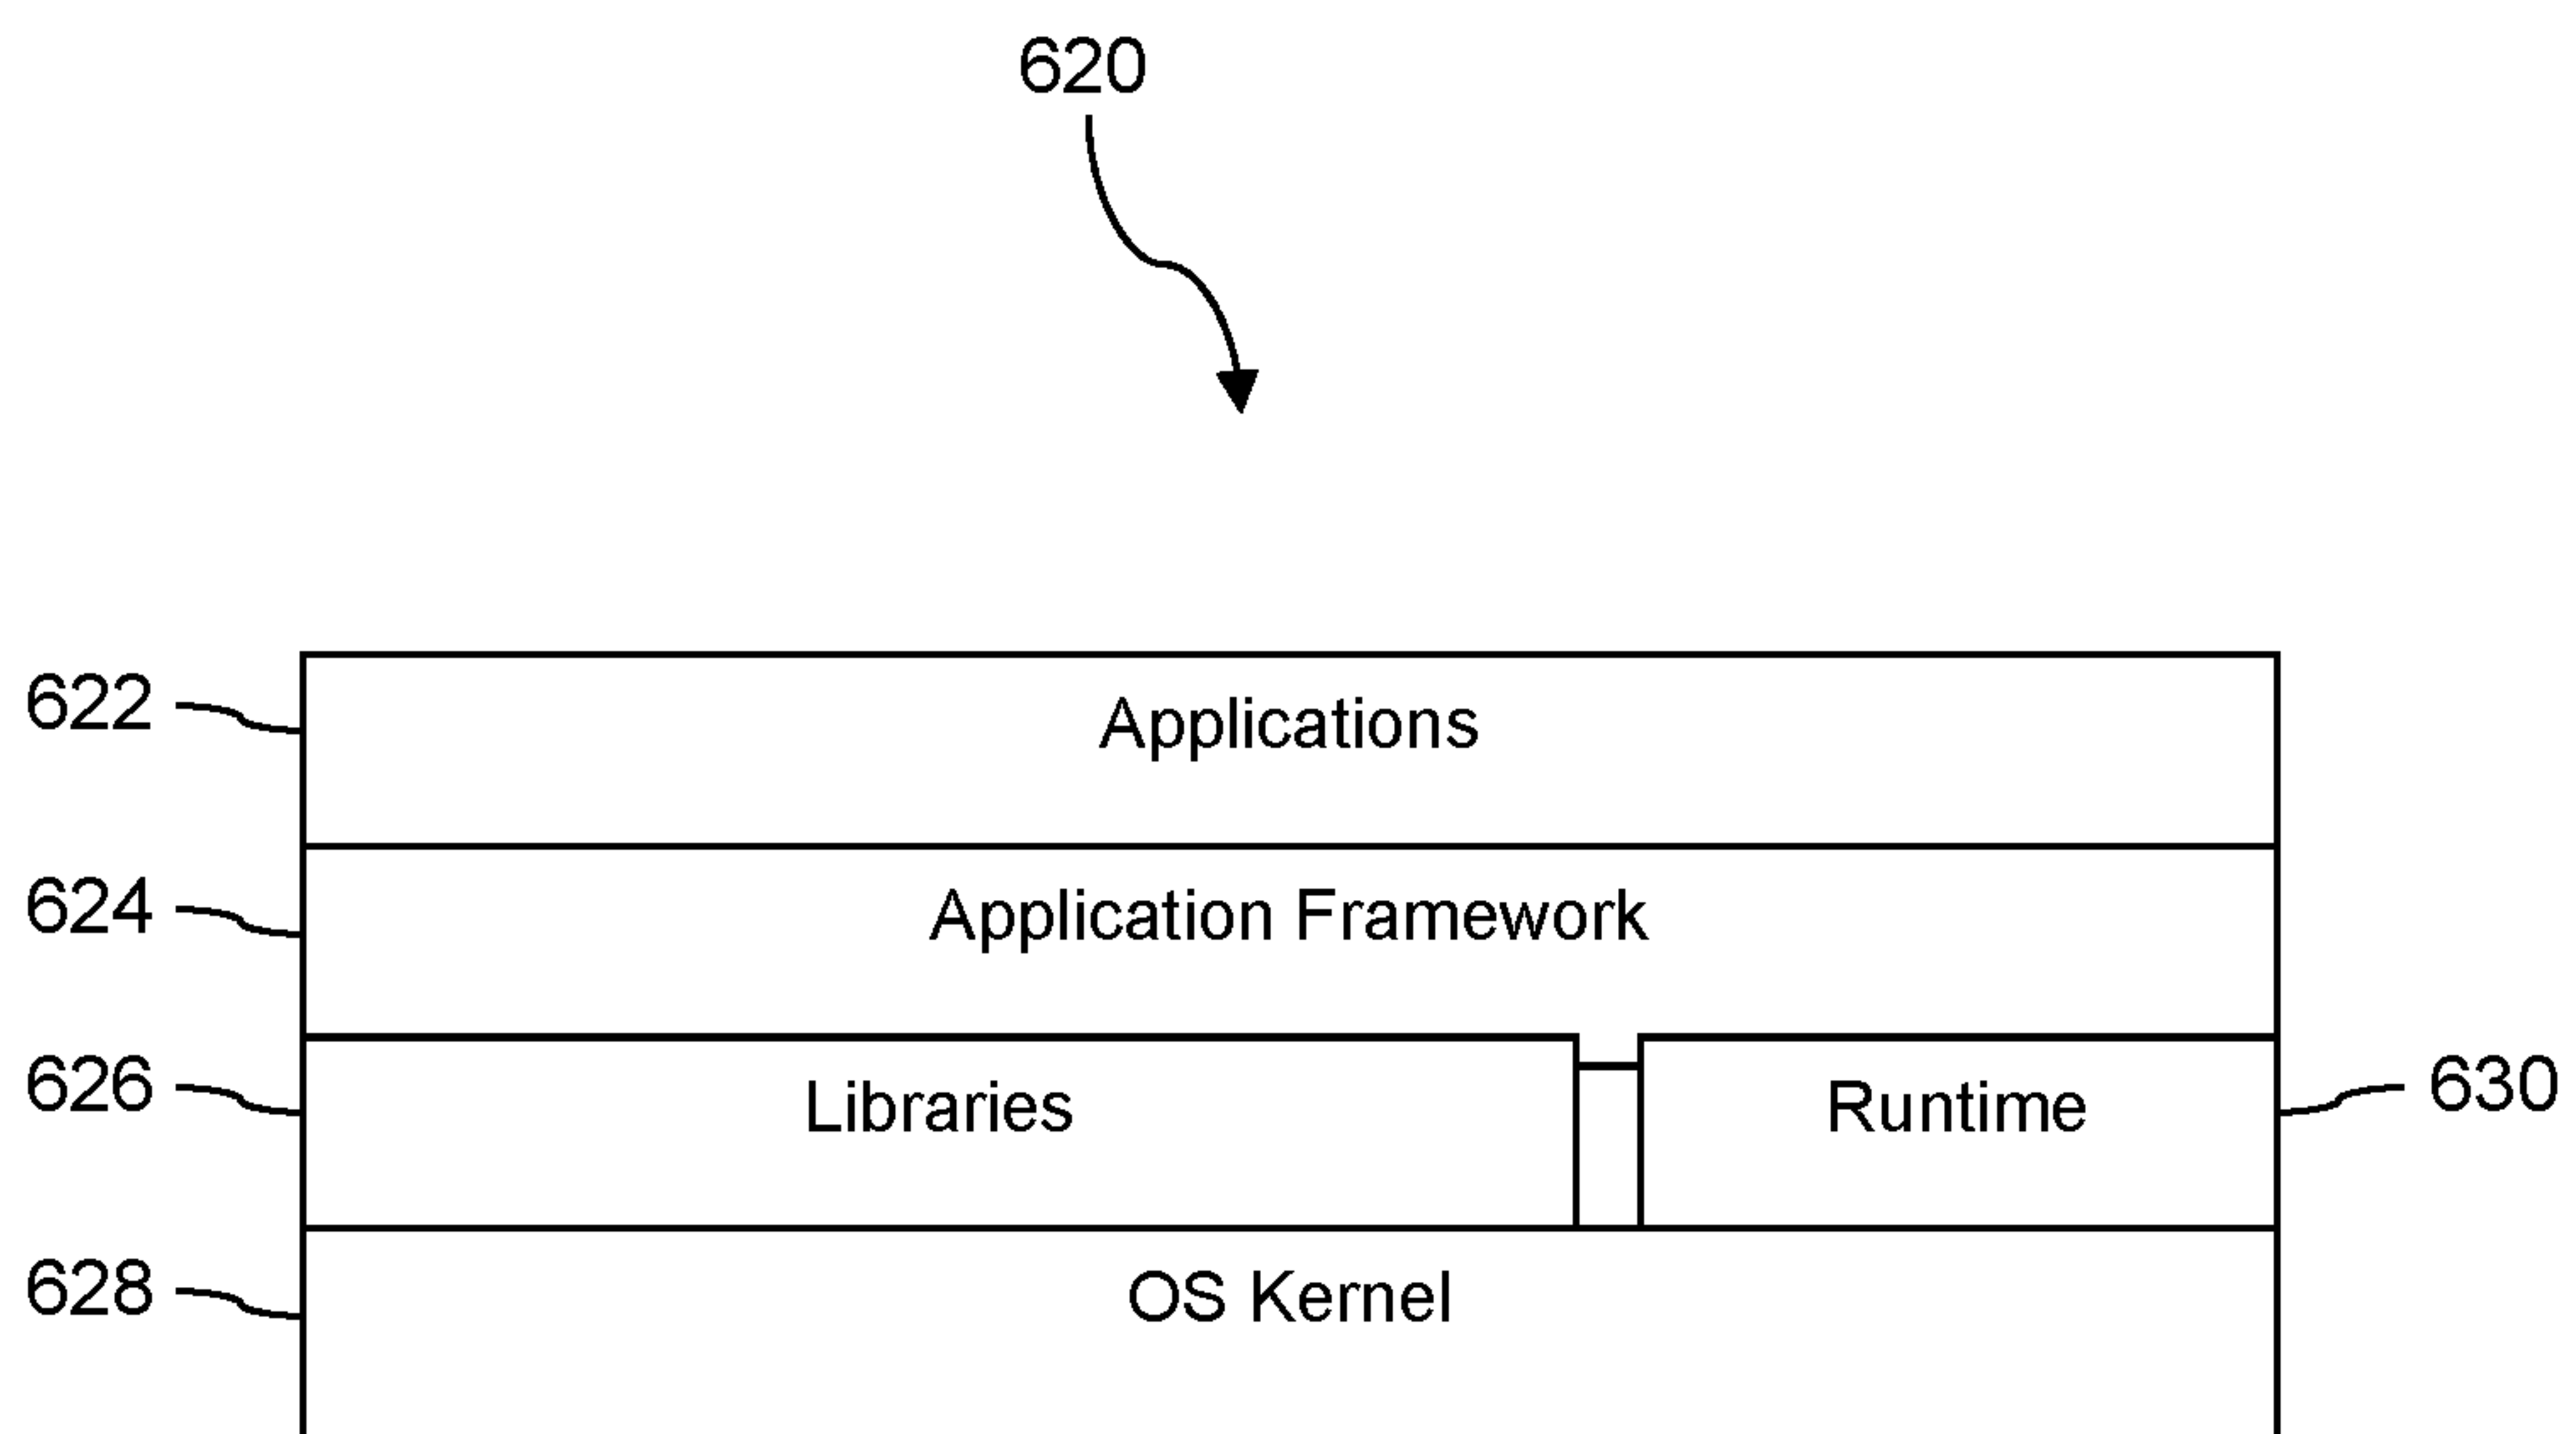 620
622 Applications
624 Application Framework
626 Libraries Runtime 630
628 OS Kernel